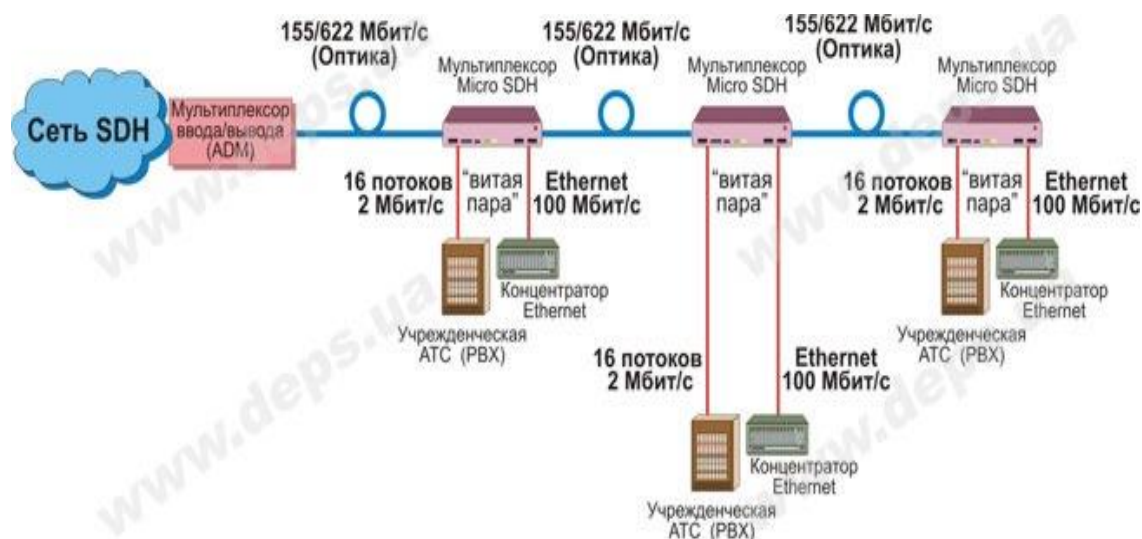 155/622 Мбит/с
(Оптика)
155/622 Мбит/с
(Оптика)
155/622 Мбит/с
(Оптика)
Мультиплексор
Micro SDH
Мультиплексор
Micro SDH
Мультиплексор
Micro SDH
Сеть SDH
Мультиплексор
ввода/вывода
(ADM)
16 потоков
2 Мбит/с
"витая
пара"
Ethernet
100 Мбит/с
"витая
пара"
16 потоков
2 Мбит/с
"витая
пара"
Ethernet
100 Мбит/с
Концентратор
Ethernet
Учрежденческая
АТС (PBX)
Концентратор
Ethernet
Учрежденческая
АТС (PBX)
16 потоков
2 Мбит/с
Ethernet
100 Мбит/с
Концентратор
Ethernet
Учрежденческая
АТС (PBX)
www.deps.ua
www.deps.ua
www.deps.ua
www.deps.ua